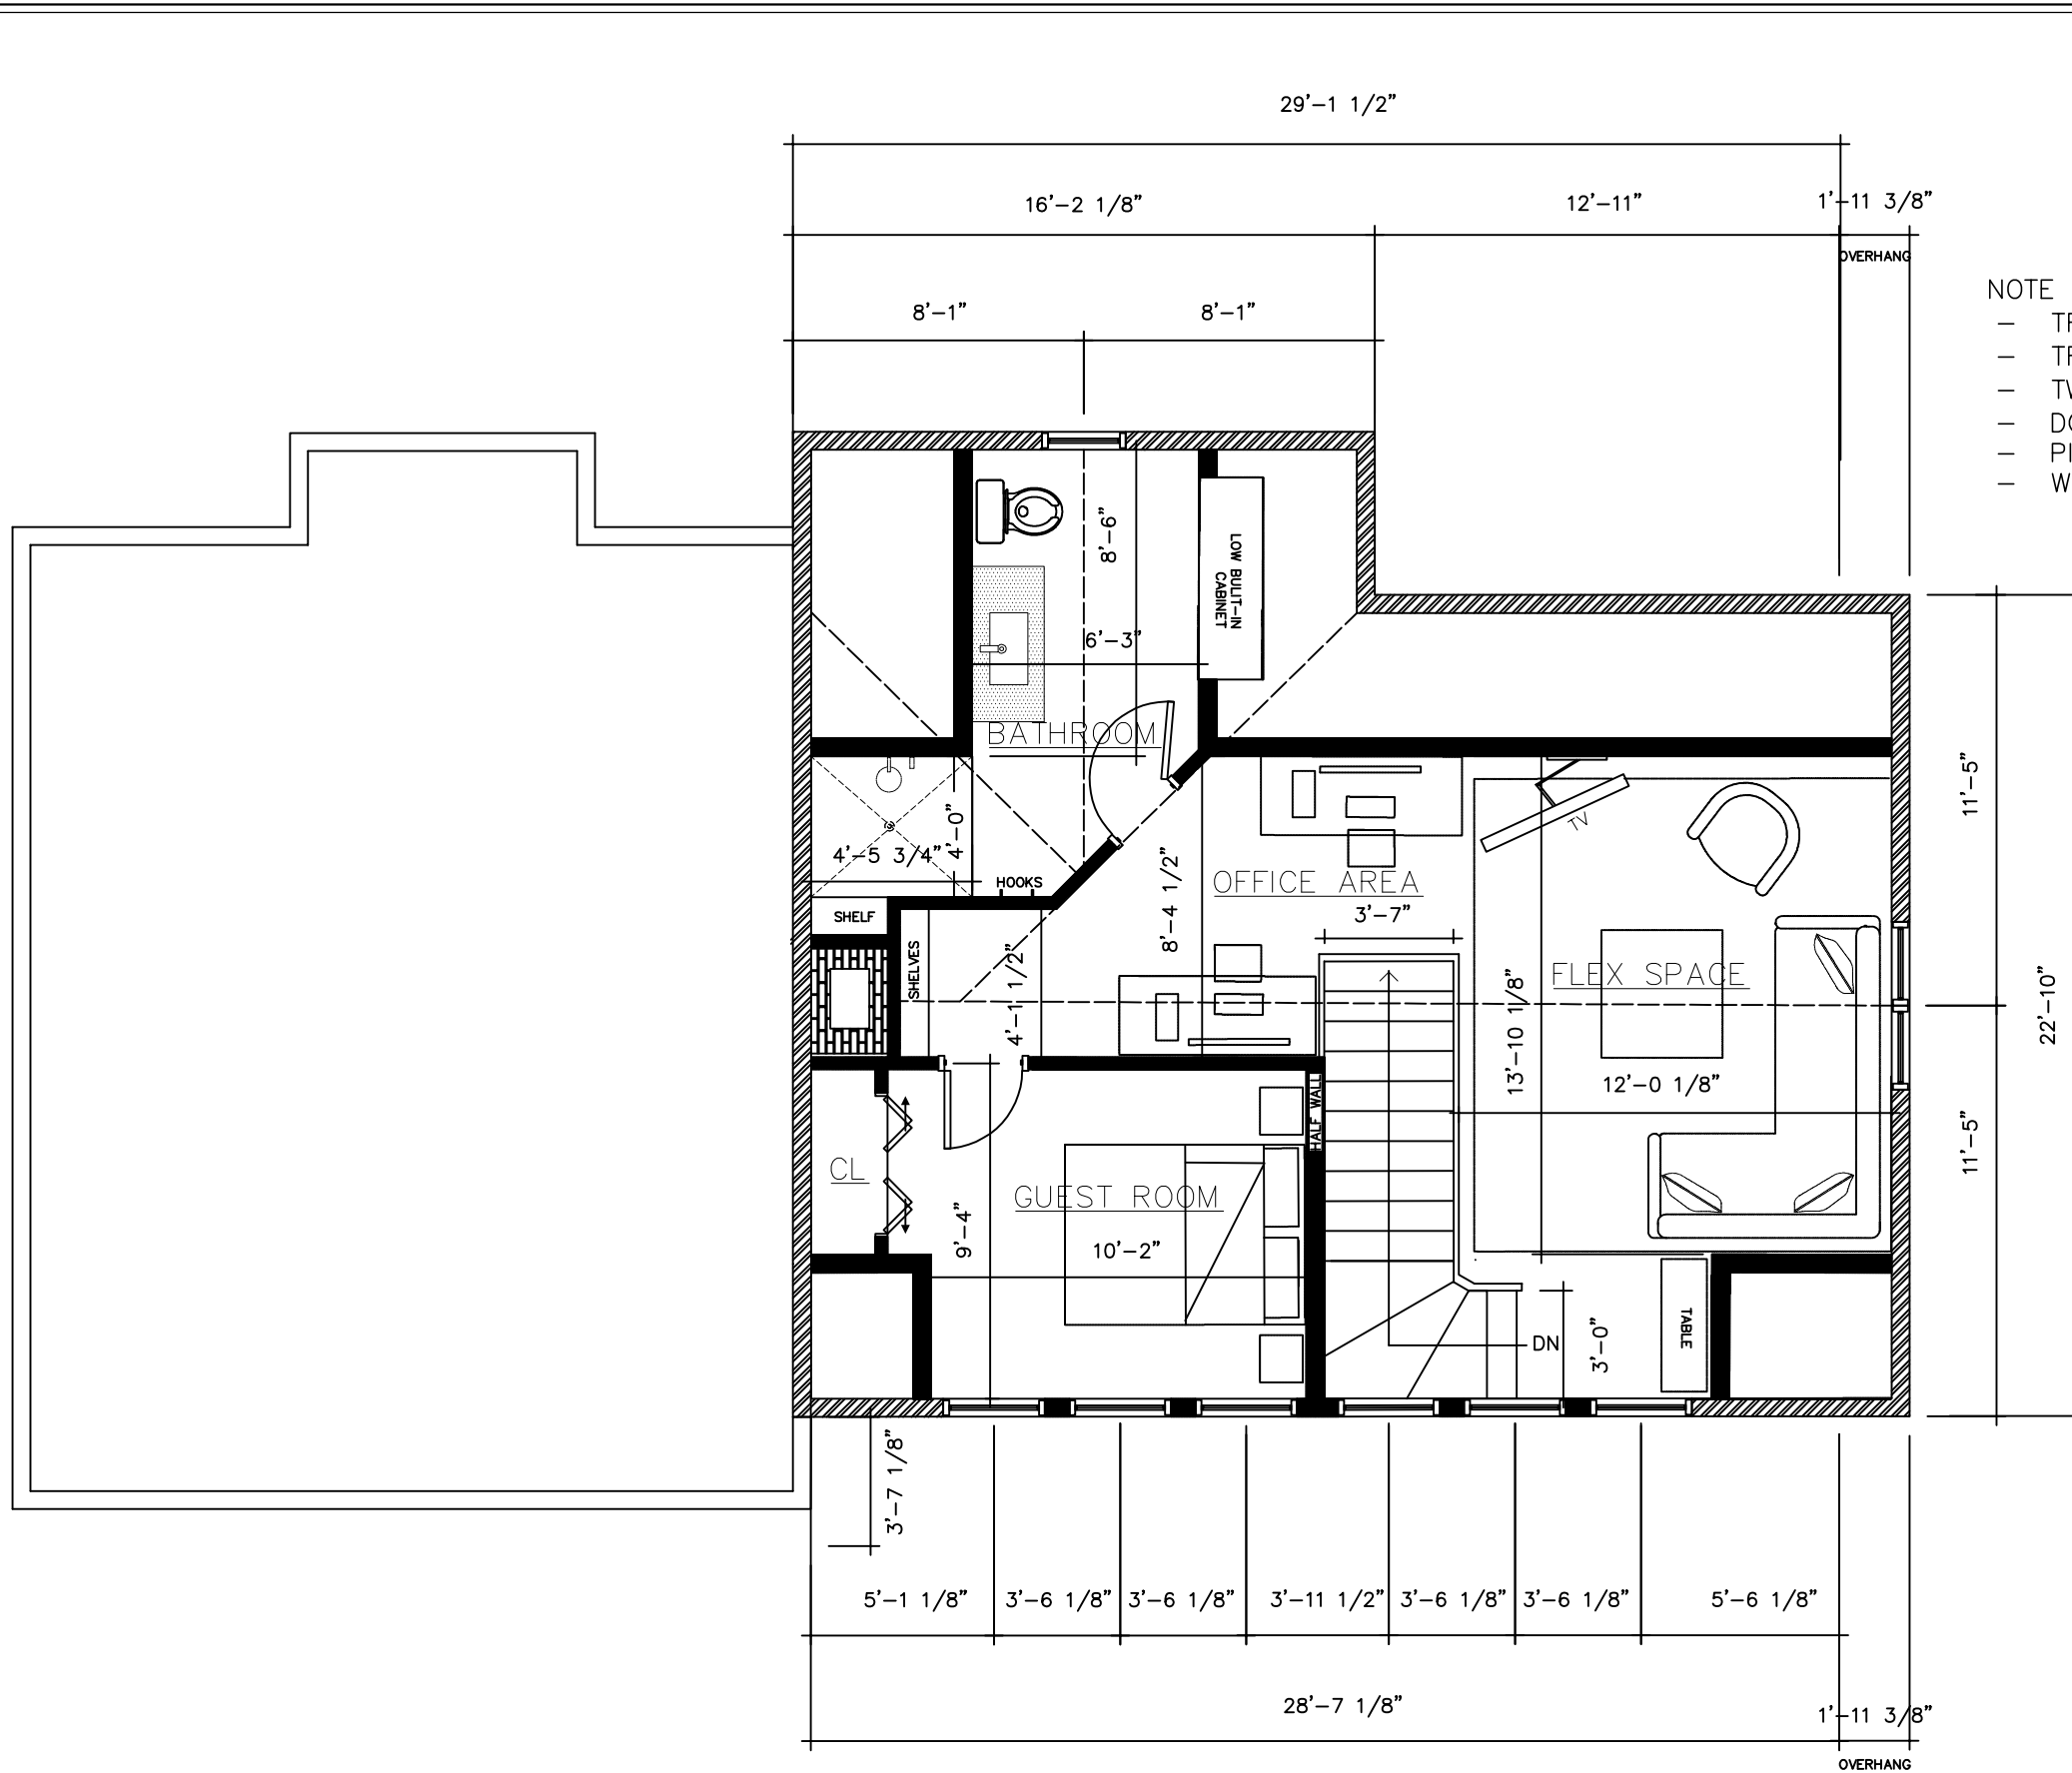 29'-1 1/2"
16'-2 1/8"
12'-11"
1'-11 3/8"
OVERHANG
NOTE
8'-1"
8'-1"
–
–
–
–
–
–
8'-6"
LOW BUILIT-IN
CABINET
6'-3"
BATHROOM
11'-5"
TV
4'-5 3/4"
4'-0"
HOOKS
8'-4 1/2"
OFFICE AREA
3'-7"
SHELF
SHELVES
4'-1 1/2"
FLEX SPACE
13'-10 1/8"
12'-0 1/8"
22'-10"
HALF WALL
11'-5"
CL
GUEST ROOM
9'-4"
10'-2"
TABLE
DN
3'-0"
3'-7 1/8"
5'-1 1/8"
3'-6 1/8"
3'-6 1/8"
3'-11 1/2"
3'-6 1/8"
3'-6 1/8"
5'-6 1/8"
28'-7 1/8"
1'-11 3/8"
OVERHANG